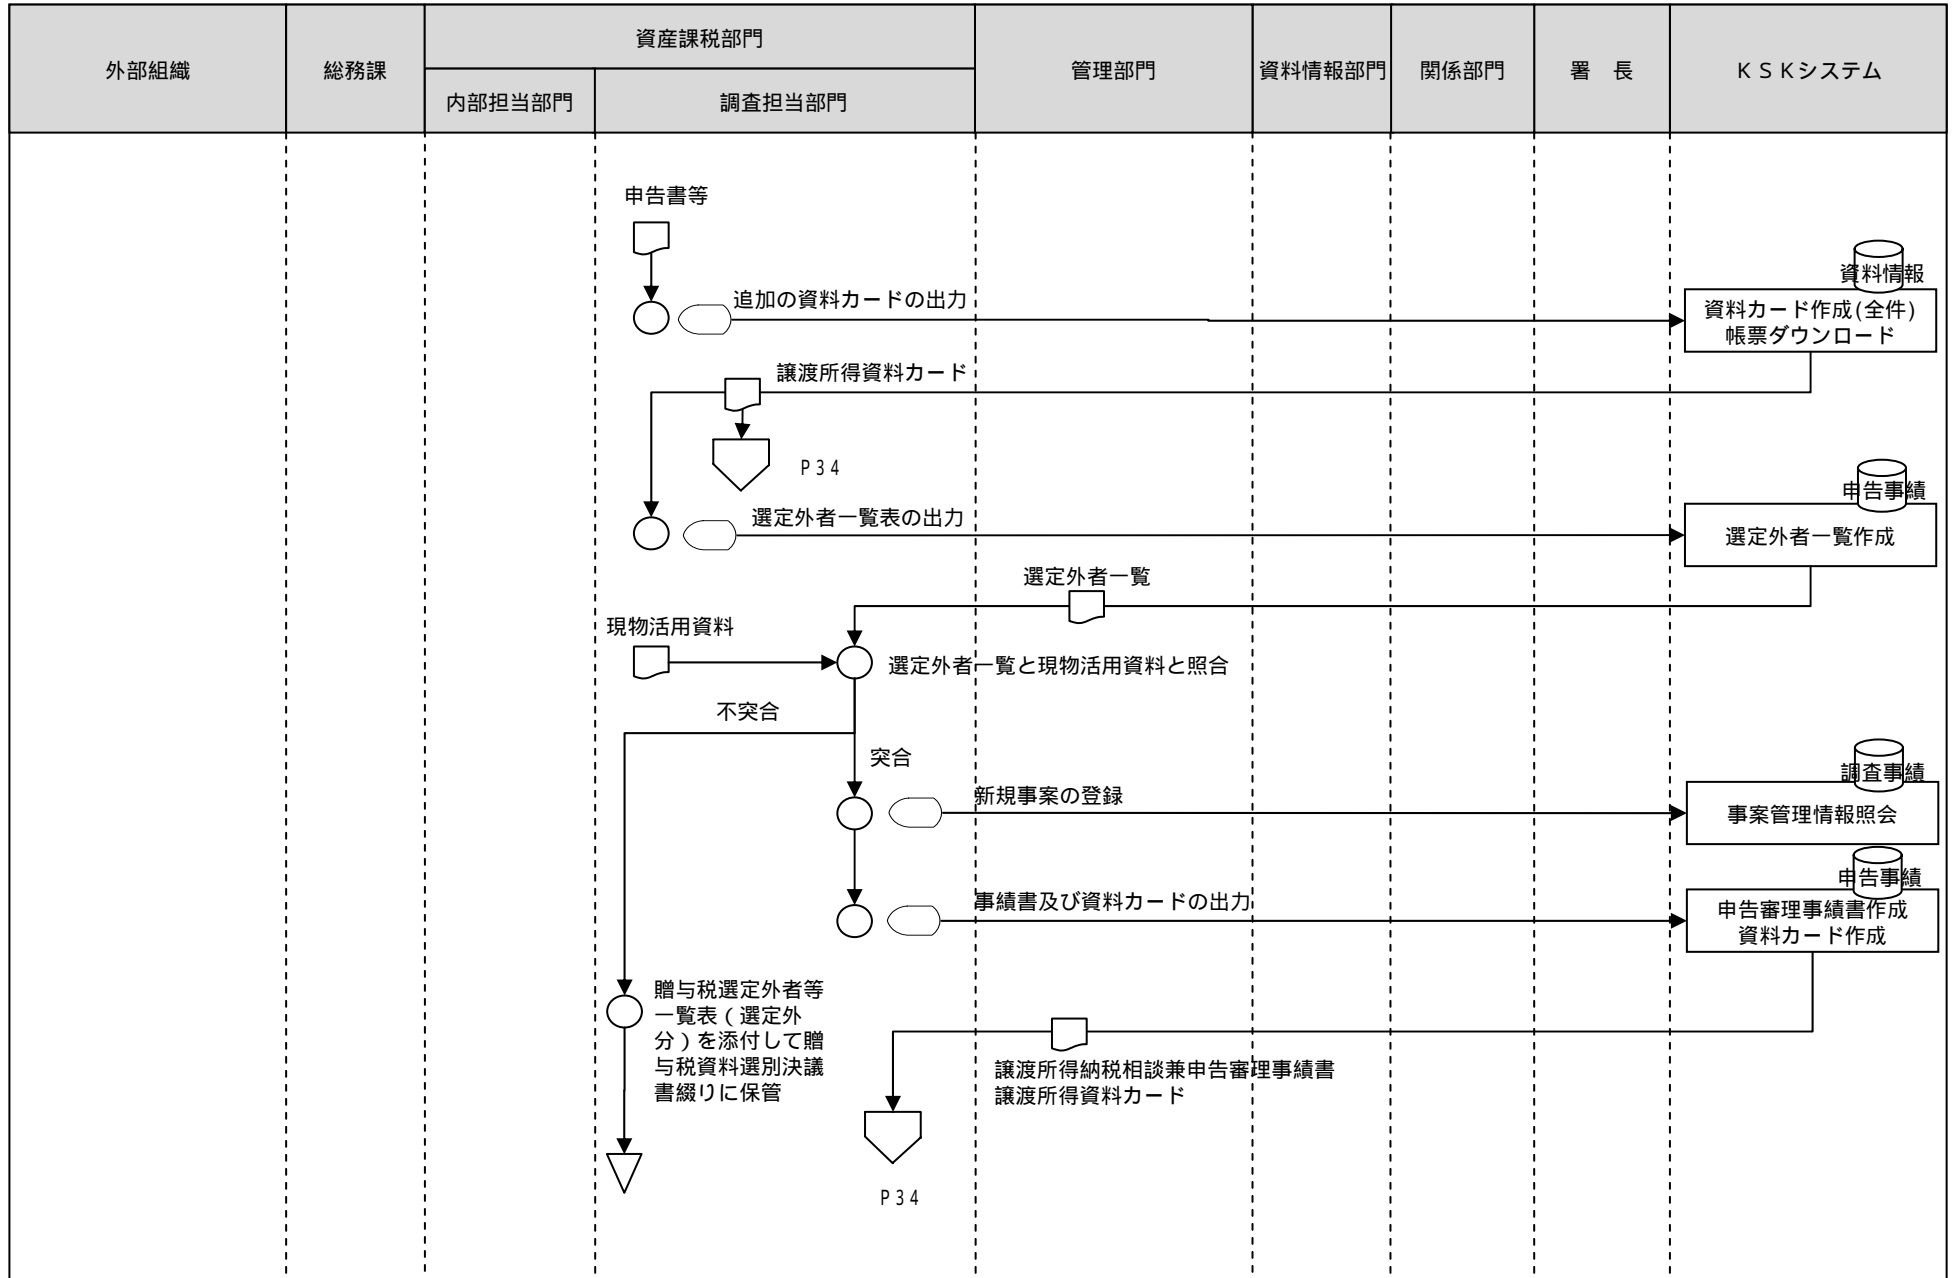 外部組織
総務課
資産課税部門
内部担当部門
調査担当部門
管理部門
資料情報部門
関係部門
署　長
ＫＳＫシステム
申告書等
資料情報
追加の資料カードの出力
資料カード作成(全件)
帳票ダウンロード
譲渡所得資料カード
P34
申告事績
選定外者一覧表の出力
選定外者一覧作成
選定外者一覧
現物活用資料
選定外者一覧と現物活用資料と照合
不突合
突合
調査事績
新規事案の登録
事案管理情報照会
申告事績
事績書及び資料カードの出力
申告審理事績書作成
資料カード作成
贈与税選定外者等
一覧表（選定外
分）を添付して贈
与税資料選別決議
書綴りに保管
譲渡所得納税相談兼申告審理事績書
譲渡所得資料カード
P34